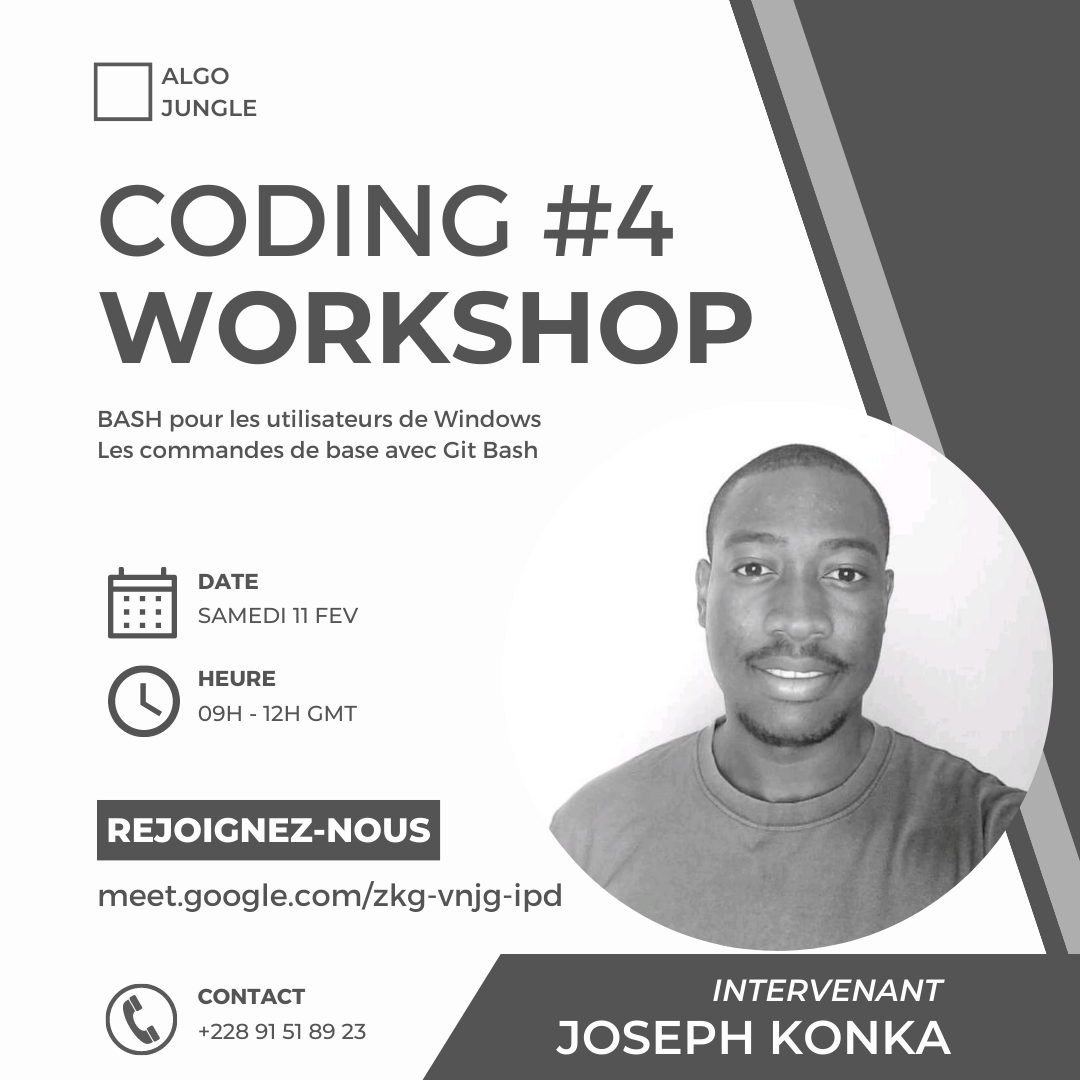 ALGO
JUNGLE
CODING #4
WORKSHOP
BASH pour les utilisateurs de Windows
Les commandes de base avec Git Bash
DATE
SAMEDI 11 FEV
HEURE
09H - 12H GMT
REJOIGNEZ-NOUS
meet.google.com/zkg-vnjg-ipd
CONTACT
+228 91 51 89 23
INTERVENANT
JOSEPH KONKA